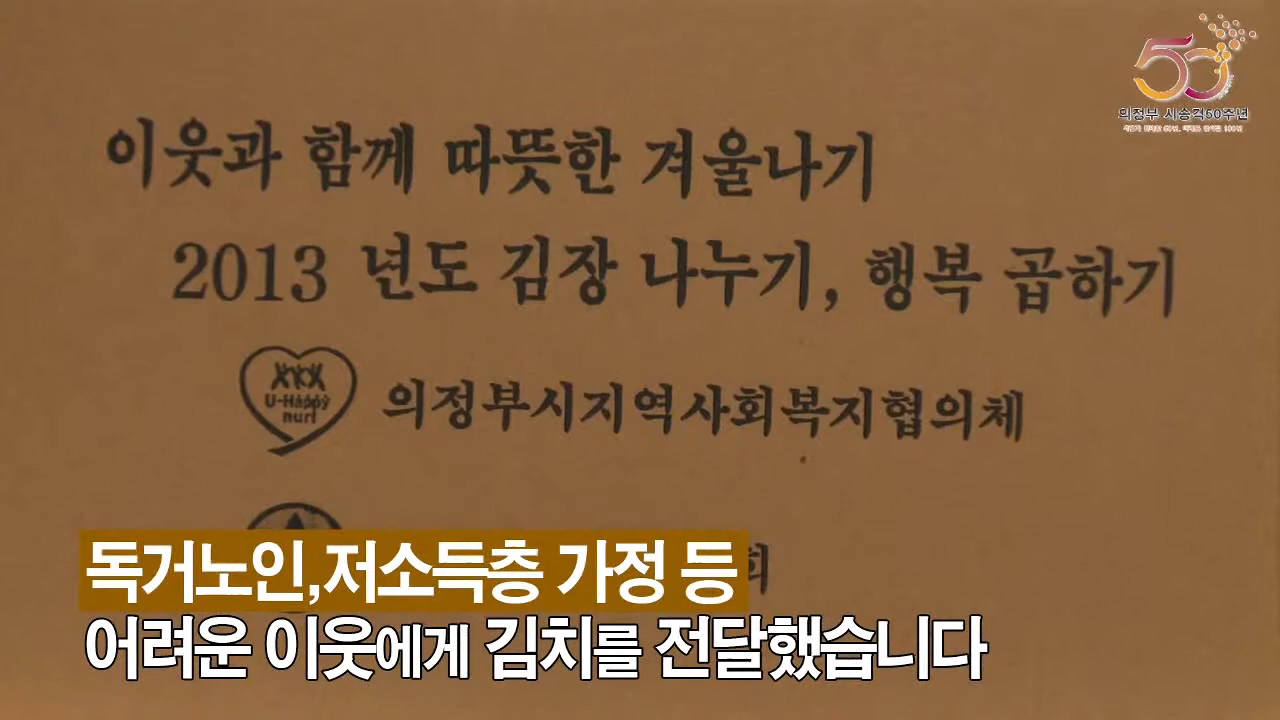 50
의정부 시승격50주년
이웃과 함께 따뜻한 겨울나기
2013 년도 김장 나누기, 행복 곱하기
U-Happy
nuri
의정부시지역사회복지협의체
회
독거노인,저소득층 가정 등
어려운 이웃에게 김치를 전달했습니다